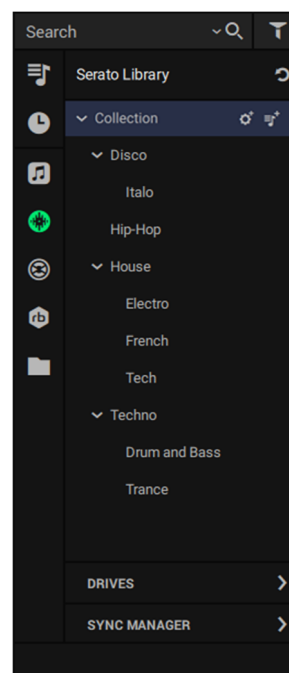 Search
Serato Library
Collection
Disco
Italo
Hip-Hop
House
Electro
French
Tech
Techno
Drum and Bass
Trance
rb
DRIVES
SYNC MANAGER